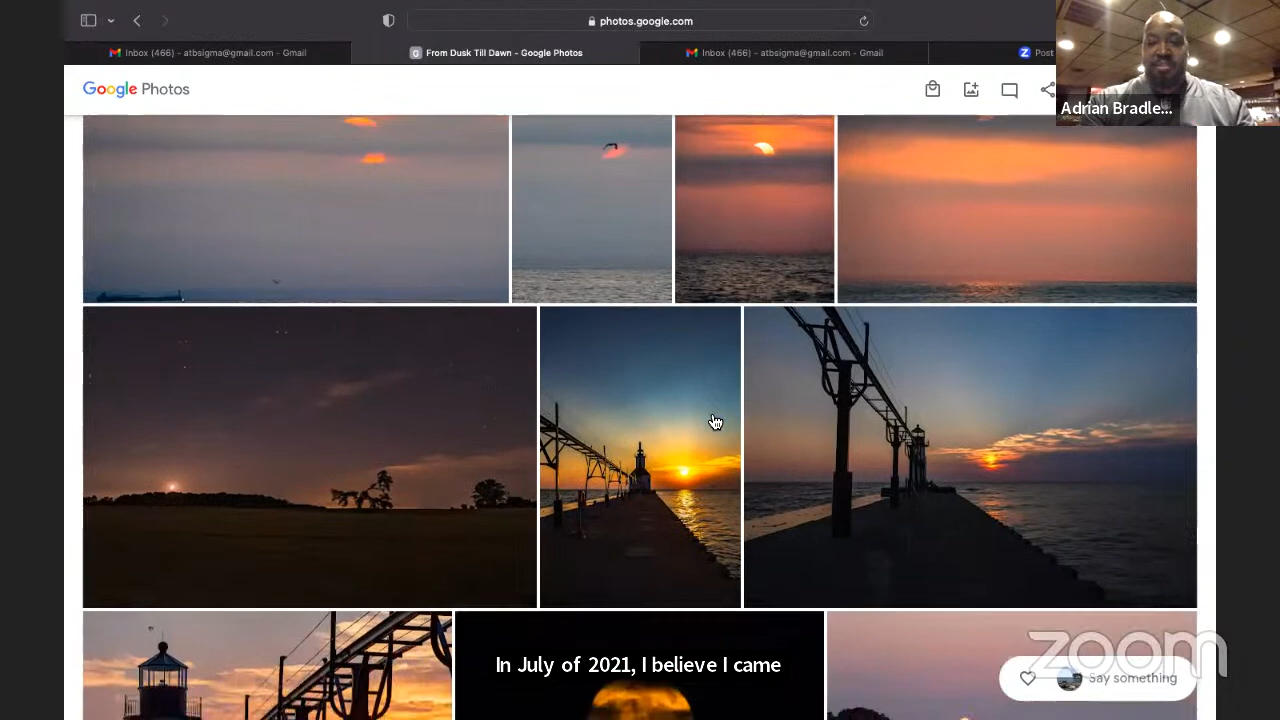 photos.google.com
Inbox (466) - atbsigma@gmail.com - Gmail
G From Dusk Till Dawn - Google Photos
Inbox (466) - atbsigma@gmail.com - Gmail
Z Post
Google Photos
Adrian Bradle...
In July of 2021, I believe I came
zoom
Say something